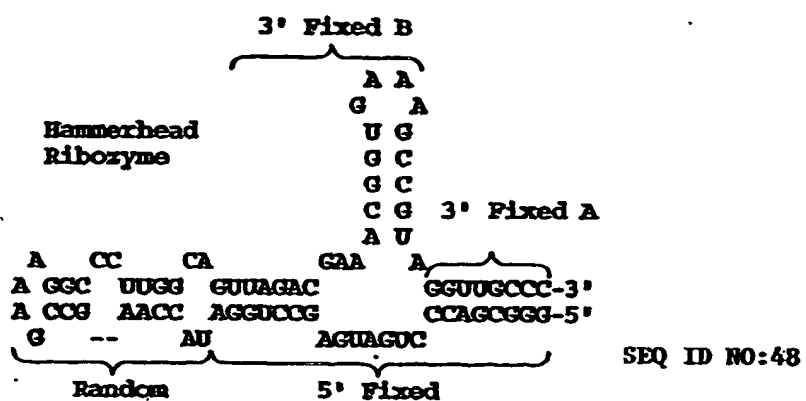 3' Fixed B
A A
G A
Hammerhead
U G
Ribozyme
G C
G C
C G 3' Fixed A
A U
A CC CA GAA A
A GGC UUGG GUUAGAC GGUUGCCC-3'
A CCG AACC AGGUCCG CCAGCGGG-5'
G -- AU AGUAGUC
SEQ ID NO:48
Random 5' Fixed